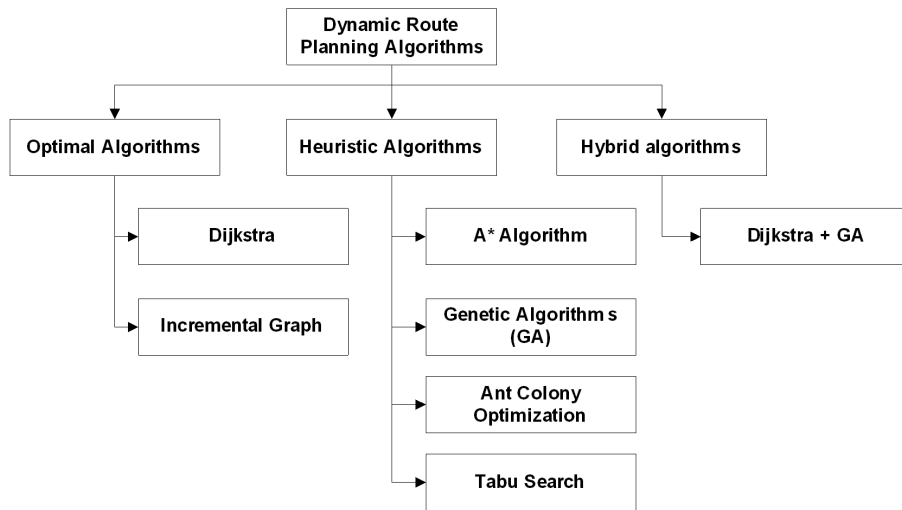 Dynamic Route
Planning Algorithms
Optimal Algorithms
Heuristic Algorithms
Hybrid algorithms
Dijkstra
A* Algorithm
Dijkstra + GA
Incremental Graph
Genetic Algorithms
(GA)
Ant Colony
Optimization
Tabu Search